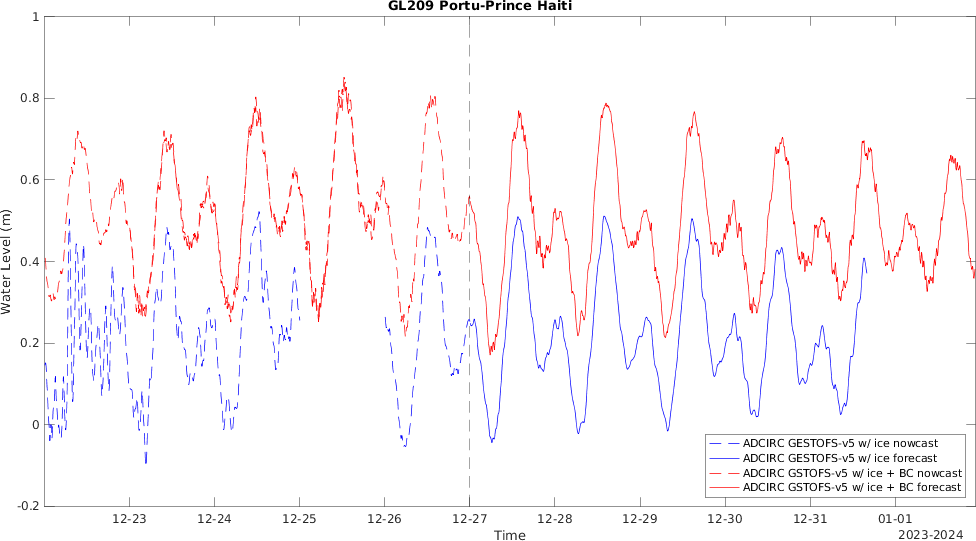 GL209 Portu-Prince Haiti
1
0.8
0.6
0.4
0.2
0
-0.2
Water Level (m)
12-23 12-24 12-25 12-26 12-27 12-28 12-29 12-30 12-31 01-01
Time
2023-2024
ADCIRC GESTOFS-v5 w/ ice nowcast
ADCIRC GESTOFS-v5 w/ ice forecast
ADCIRC GSTOFS-v5 w/ ice + BC nowcast
ADCIRC GSTOFS-v5 w/ ice + BC forecast